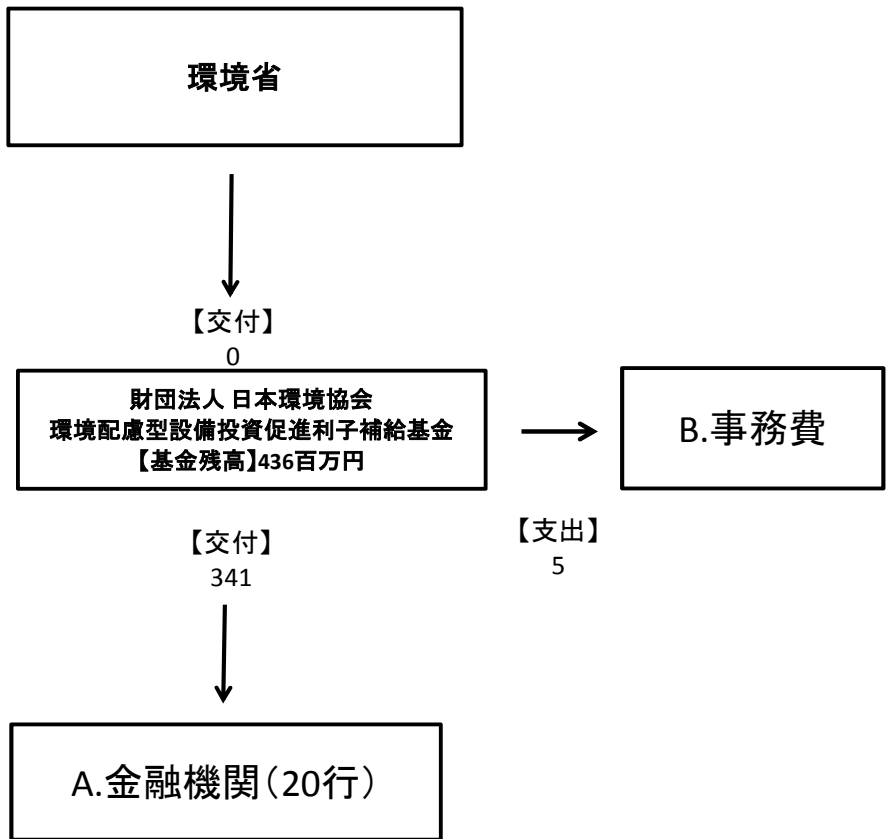 環境省
【交付】
0
財団法人 日本環境協会
環境配慮型設備投資促進利子補給基金
【基金残高】436百万円
B.事務費
【交付】
341
【支出】
5
A.金融機関(20行)